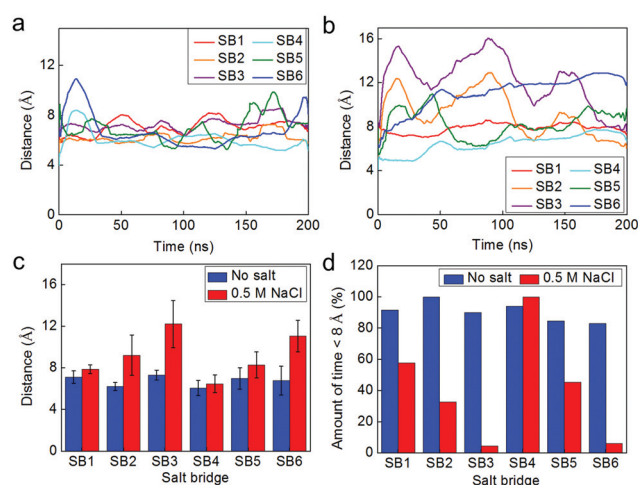 a
SB1 SB4
SB2 SB5
SB3 SB6
Distance (Å)
16
12
8
4
0 50 100 150 200
Time (ns)
b
Distance (Å)
16
12
8
4
0
SB1 SB4
SB2 SB5
SB3 SB6
0 50 100 150 200
Time (ns)
c
No salt
0.5 M NaCl
Distance (Å)
16
12
8
4
0
SB1 SB2 SB3 SB4 SB5 SB6
Salt bridge
d
No salt 0.5 M NaCl
Amount of time < 8 Å (%)
100
80
60
40
20
0
SB1 SB2 SB3 SB4 SB5 SB6
Salt bridge